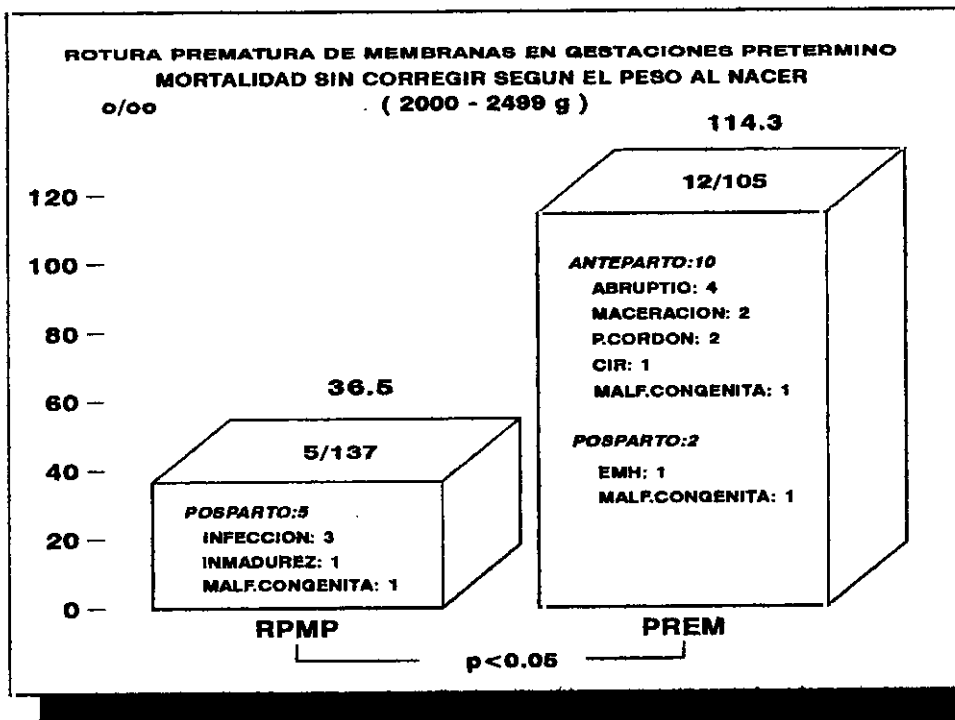 ROTURA PREMATURA DE MEMBRANAS EN GESTACIONES PRETERMINO
MORTALIDAD SIN CORREGIR SEGUN EL PESO AL NACER
o/oo
( 2000 - 2499 g )
114.3
12/105
120
100
80
60
40
20
0
ANTEPARTO:10
ABRUPTIO: 4
MACERACION: 2
P.CORDON: 2
CIR: 1
MALF.CONGENITA: 1
POSPARTO:2
EMH: 1
MALF.CONGENITA: 1
36.5
5/137
POSPARTO:5
INFECCION: 3
INMADUREZ: 1
MALF.CONGENITA: 1
RPMP
PREM
p<0.05